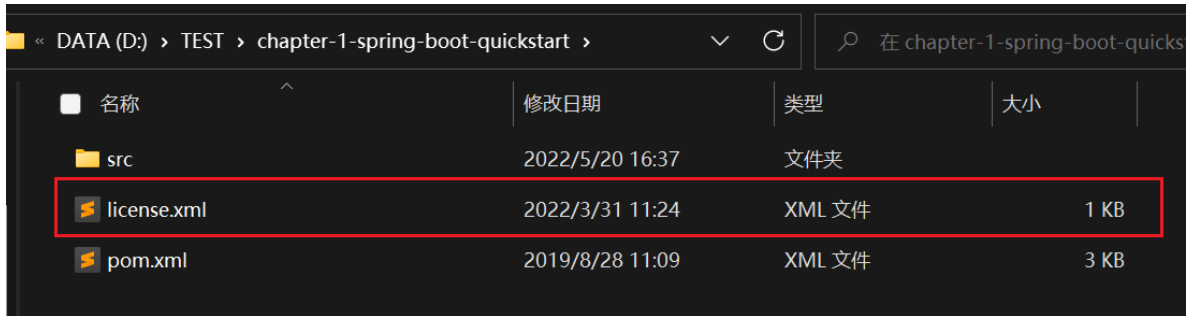 « DATA (D:) › TEST › chapter-1-spring-boot-quickstart › 在 chapter-1-spring-boot-quicks
名称 修改日期 类型 大小
src 2022/5/20 16:37 文件夹
license.xml 2022/3/31 11:24 XML 文件 1 KB
pom.xml 2019/8/28 11:09 XML 文件 3 KB